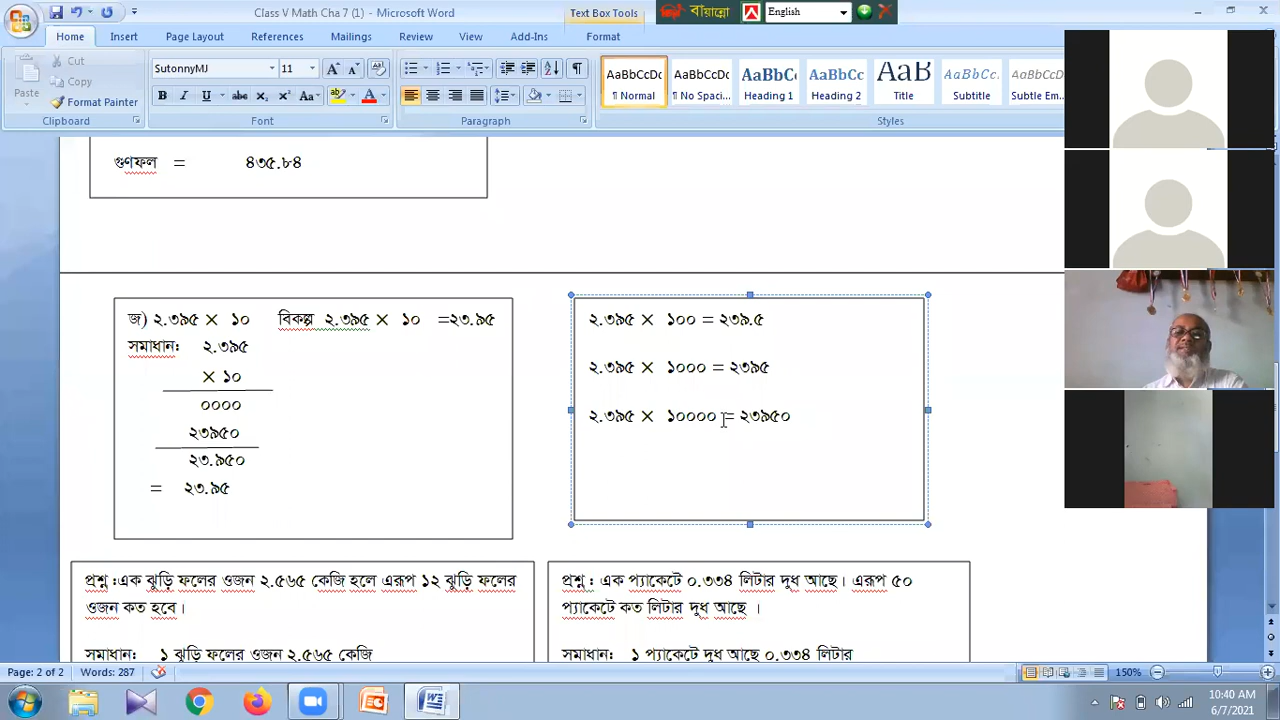 Class V Math Cha 7 (1) - Microsoft Word
Text Box Tools
বায়ান্নো
English
Home Insert Page Layout References Mailings Review View Add-Ins Format
Paste
Cut
Copy
Format Painter
Clipboard
SutonnyMJ 11
Font
Paragraph
AaBbCcDc AaBbCcDc AaBbC AaBbCc AaB AaBbCc. AaBbCcDc
¶ Normal ¶ No Spaci... Heading 1 Heading 2 Title Subtitle Subtle Em...
Styles
গুণফল = ৪৩৫.৮৪
জ) ২.৩৯৫ × ১০ বিকল্প ২.৩৯৫ × ১০ =২৩.৯৫
সমাধান: ২.৩৯৫
× ১০
০০০০
২৩৯৫০
২৩.৯৫০
= ২৩.৯৫
২.৩৯৫ × ১০০ = ২৩৯.৫
২.৩৯৫ × ১০০০ = ২৩৯৫
২.৩৯৫ × ১০০০০ = ২৩৯৫০
প্রশ্ন :এক ঝুড়ি ফলের ওজন ২.৫৬৫ কেজি হলে এরূপ ১২ ঝুড়ি ফলের
ওজন কত হবে।
সমাধান: ১ ঝুড়ি ফলের ওজন ২.৫৬৫ কেজি
প্রশ্ন : এক প্যাকেটে ০.৩৩৪ লিটার দুধ আছে। এরূপ ৫০
প্যাকেটে কত লিটার দুধ আছে ।
সমাধান: ১ প্যাকেটে দুধ আছে ০.৩৩৪ লিটার
Page: 2 of 2 Words: 287
150%
10:40 AM
6/7/2021